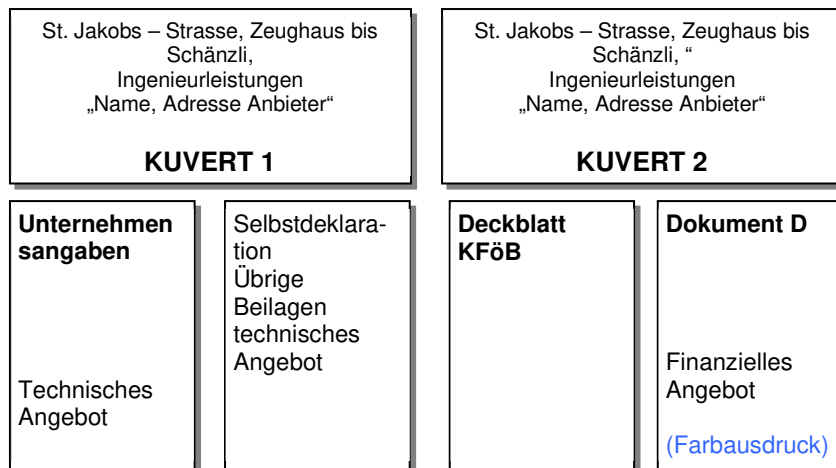 St. Jakobs – Strasse, Zeughaus bis
Schänzli,
Ingenieurleistungen
„Name, Adresse Anbieter“
KUVERT 1
St. Jakobs – Strasse, Zeughaus bis
Schänzli, “
Ingenieurleistungen
„Name, Adresse Anbieter“
KUVERT 2
Unternehmen
sangaben
Technisches
Angebot
Selbstdeklara-
tion
Übrige
Beilagen
technisches
Angebot
Deckblatt
KFöB
Dokument D
Finanzielles
Angebot
(Farbausdruck)